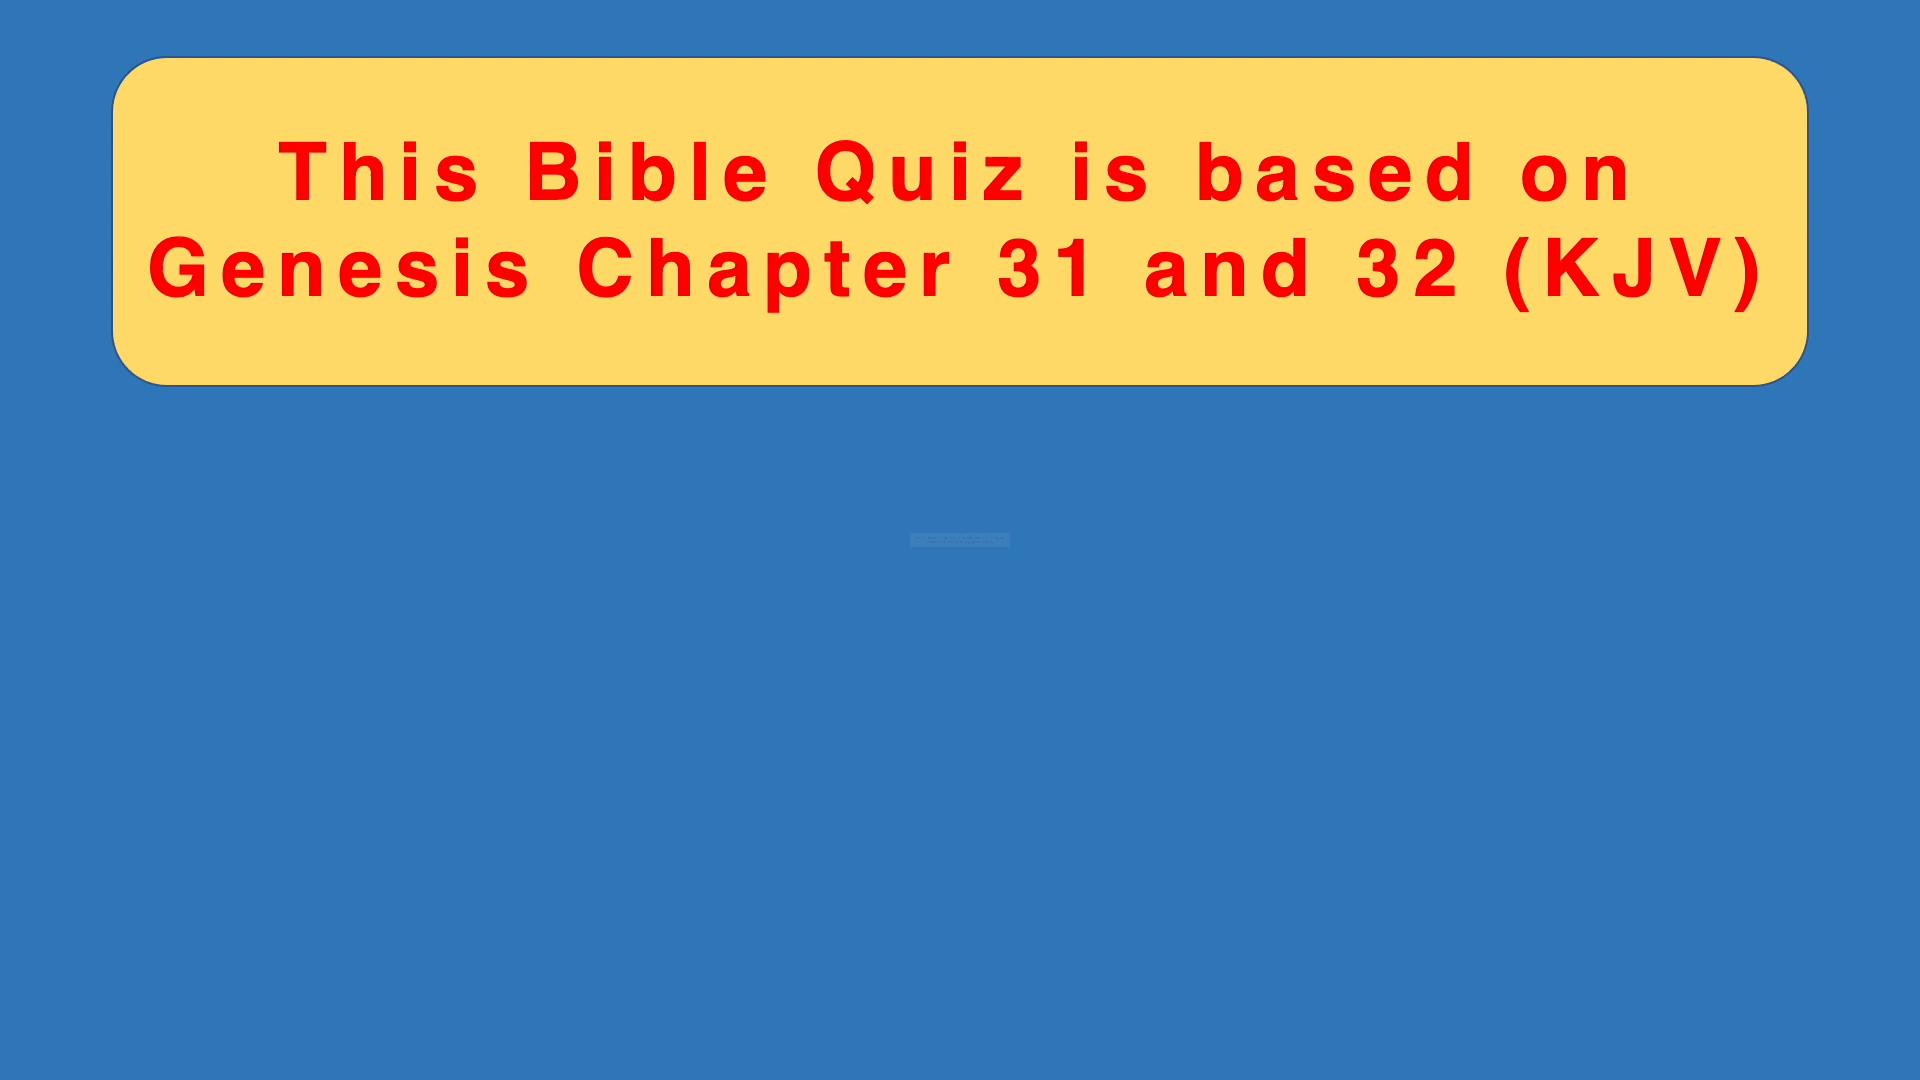 This Bible Quiz is based on
Genesis Chapter 31 and 32 (KJV)